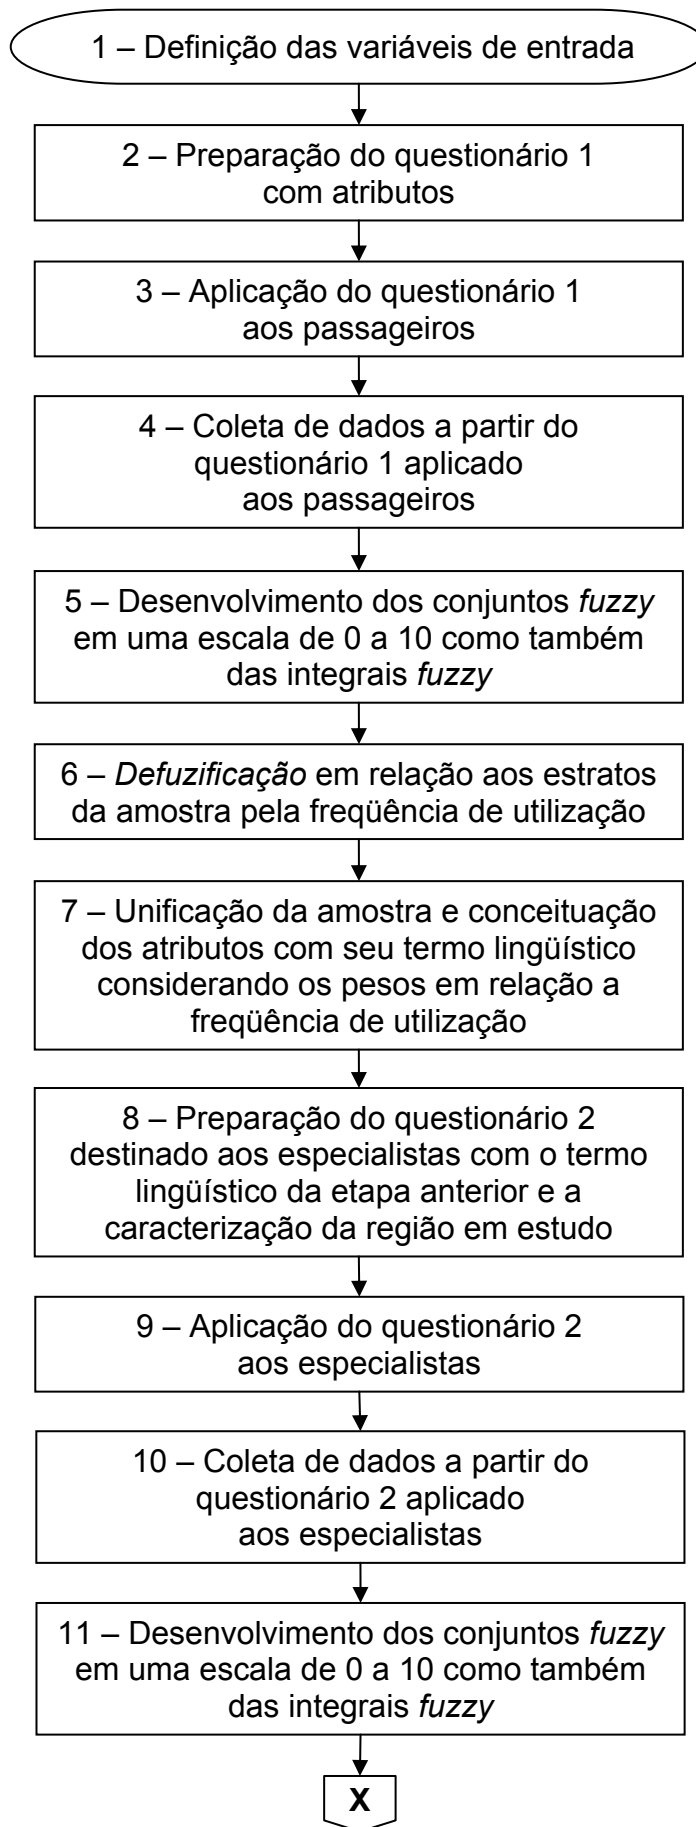 1 – Definição das variáveis de entrada
2 – Preparação do questionário 1
com atributos
3 – Aplicação do questionário 1
aos passageiros
4 – Coleta de dados a partir do
questionário 1 aplicado
aos passageiros
5 – Desenvolvimento dos conjuntos fuzzy
em uma escala de 0 a 10 como também
das integrais fuzzy
6 – Defuzificação em relação aos estratos
da amostra pela freqüência de utilização
7 – Unificação da amostra e conceituação
dos atributos com seu termo lingüístico
considerando os pesos em relação a
freqüência de utilização
8 – Preparação do questionário 2
destinado aos especialistas com o termo
lingüístico da etapa anterior e a
caracterização da região em estudo
9 – Aplicação do questionário 2
aos especialistas
10 – Coleta de dados a partir do
questionário 2 aplicado
aos especialistas
11 – Desenvolvimento dos conjuntos fuzzy
em uma escala de 0 a 10 como também
das integrais fuzzy
X